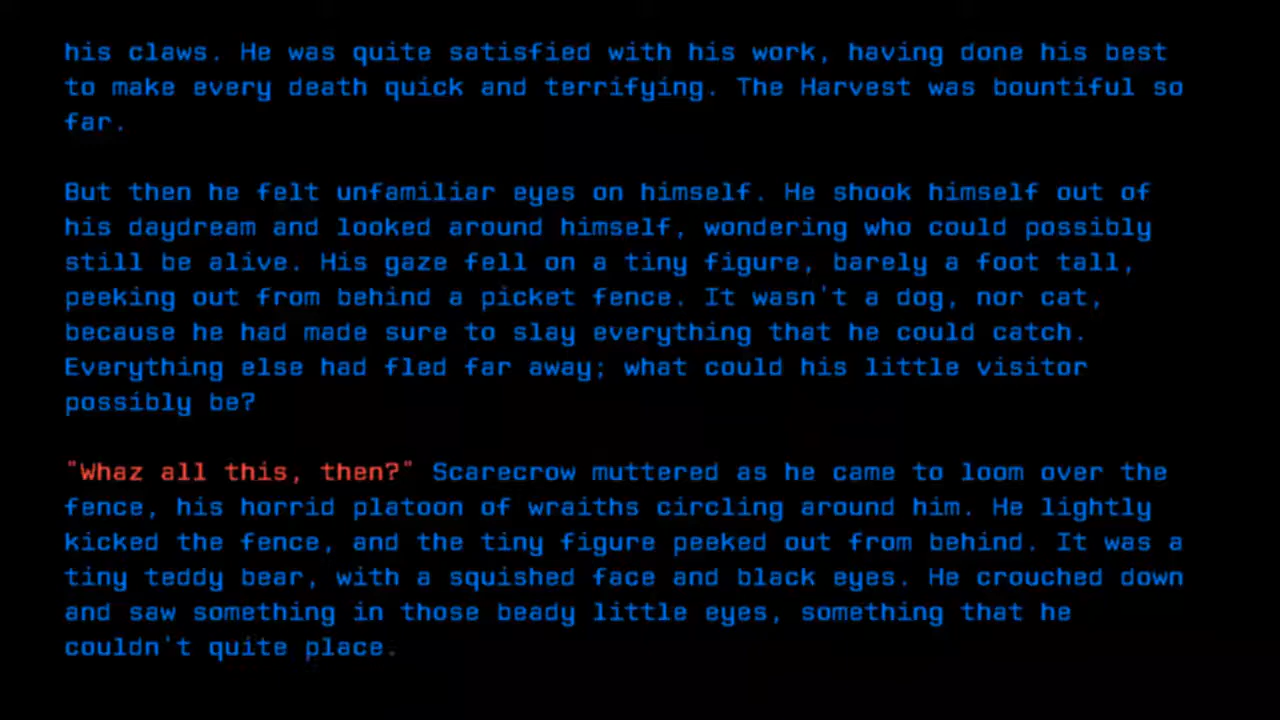 his claws. He was quite satisfied with his work, having done his best
to make every death quick and terrifying. The Harvest was bountiful so
far.
But then he felt unfamiliar eyes on himself. He shook himself out of
his daydream and looked around himself, wondering who could possibly
still be alive. His gaze fell on a tiny figure, barely a foot tall,
peeking out from behind a picket fence. It wasn't a dog, nor cat,
because he had made sure to slay everything that he could catch.
Everything else had fled far away; what could his little visitor
possibly be?
"Whaz all this, then?" Scarecrow muttered as he came to loom over the
fence, his horrid platoon of wraiths circling around him. He lightly
kicked the fence, and the tiny figure peeked out from behind. It was a
tiny teddy bear, with a squished face and black eyes. He crouched down
and saw something in those beady little eyes, something that he
couldn't quite place.